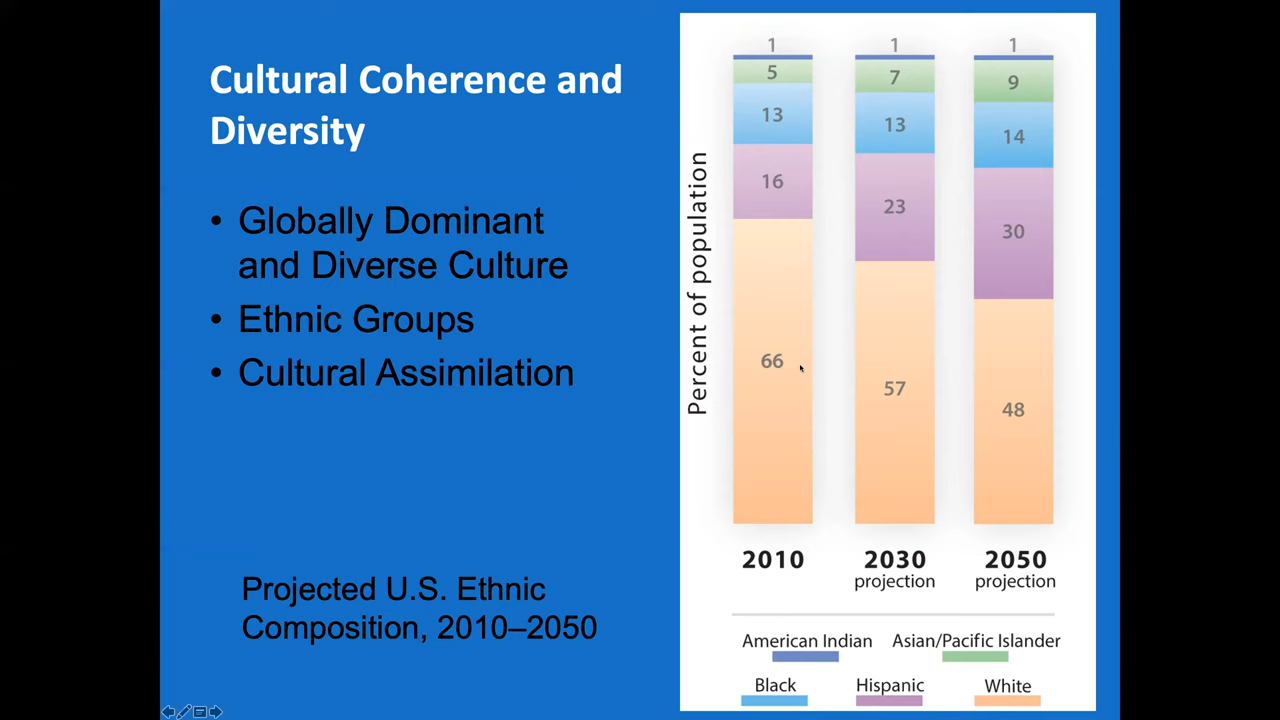 Cultural Coherence and
Diversity
• Globally Dominant
and Diverse Culture
• Ethnic Groups
• Cultural Assimilation
Projected U.S. Ethnic
Composition, 2010–2050
Percent of population
1 1 1
5 7 9
13 13 14
16 23 30
66 57 48
2010 2030 2050
projection projection
American Indian Asian/Pacific Islander
Black Hispanic White